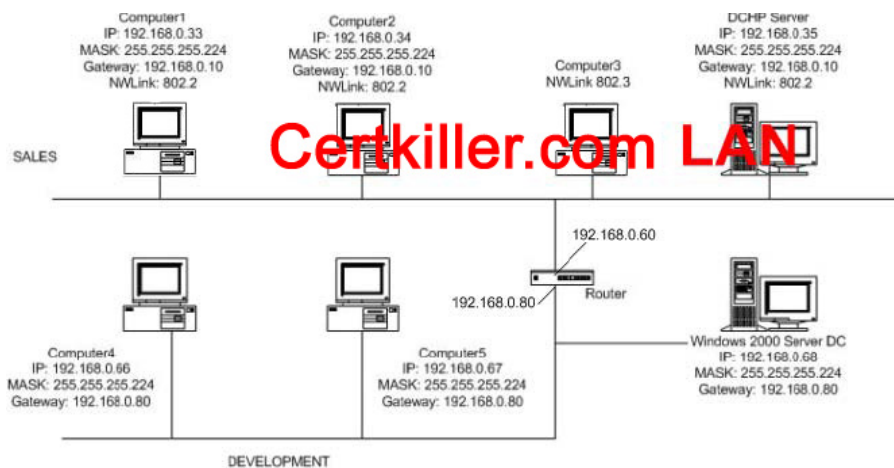 Computer1
IP: 192.168.0.33
MASK: 255.255.255.224
Gateway: 192.168.0.10
NWLink: 802.2
Computer2
IP: 192.168.0.34
MASK: 255.255.255.224
Gateway: 192.168.0.10
NWLink: 802.2
Computer3
NWLink 802.3
DCHP Server
IP: 192.168.0.35
MASK: 255.255.255.224
Gateway: 192.168.0.10
NWLink: 802.2
Certkiller.com LAN
SALES
192.168.0.60
192.168.0.80
Router
Computer4
IP: 192.168.0.66
MASK: 255.255.255.224
Gateway: 192.168.0.80
Computer5
IP: 192.168.0.67
MASK: 255.255.255.224
Gateway: 192.168.0.80
Windows 2000 Server DC
IP: 192.168.0.68
MASK: 255.255.255.224
Gateway: 192.168.0.80
DEVELOPMENT